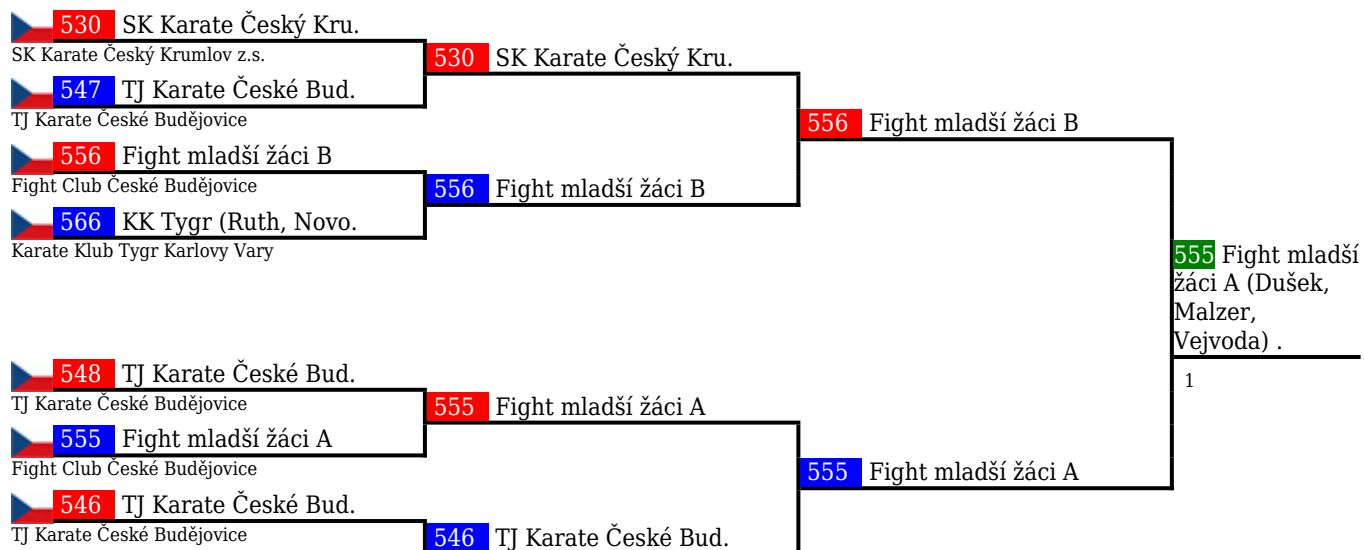 530 SK Karate Český Kru.
SK Karate Český Krumlov z.s.
530 SK Karate Český Kru.
547 TJ Karate České Bud.
TJ Karate České Budějovice
556 Fight mladší žáci B
556 Fight mladší žáci B
Fight Club České Budějovice
556 Fight mladší žáci B
566 KK Tygr (Ruth, Novo.
Karate Klub Tygr Karlovy Vary
555 Fight mladší
žáci A (Dušek,
Malzer,
Vejvoda) .
1
548 TJ Karate České Bud.
TJ Karate České Budějovice
555 Fight mladší žáci A
555 Fight mladší žáci A
Fight Club České Budějovice
555 Fight mladší žáci A
546 TJ Karate České Bud.
TJ Karate České Budějovice
546 TJ Karate České Bud.